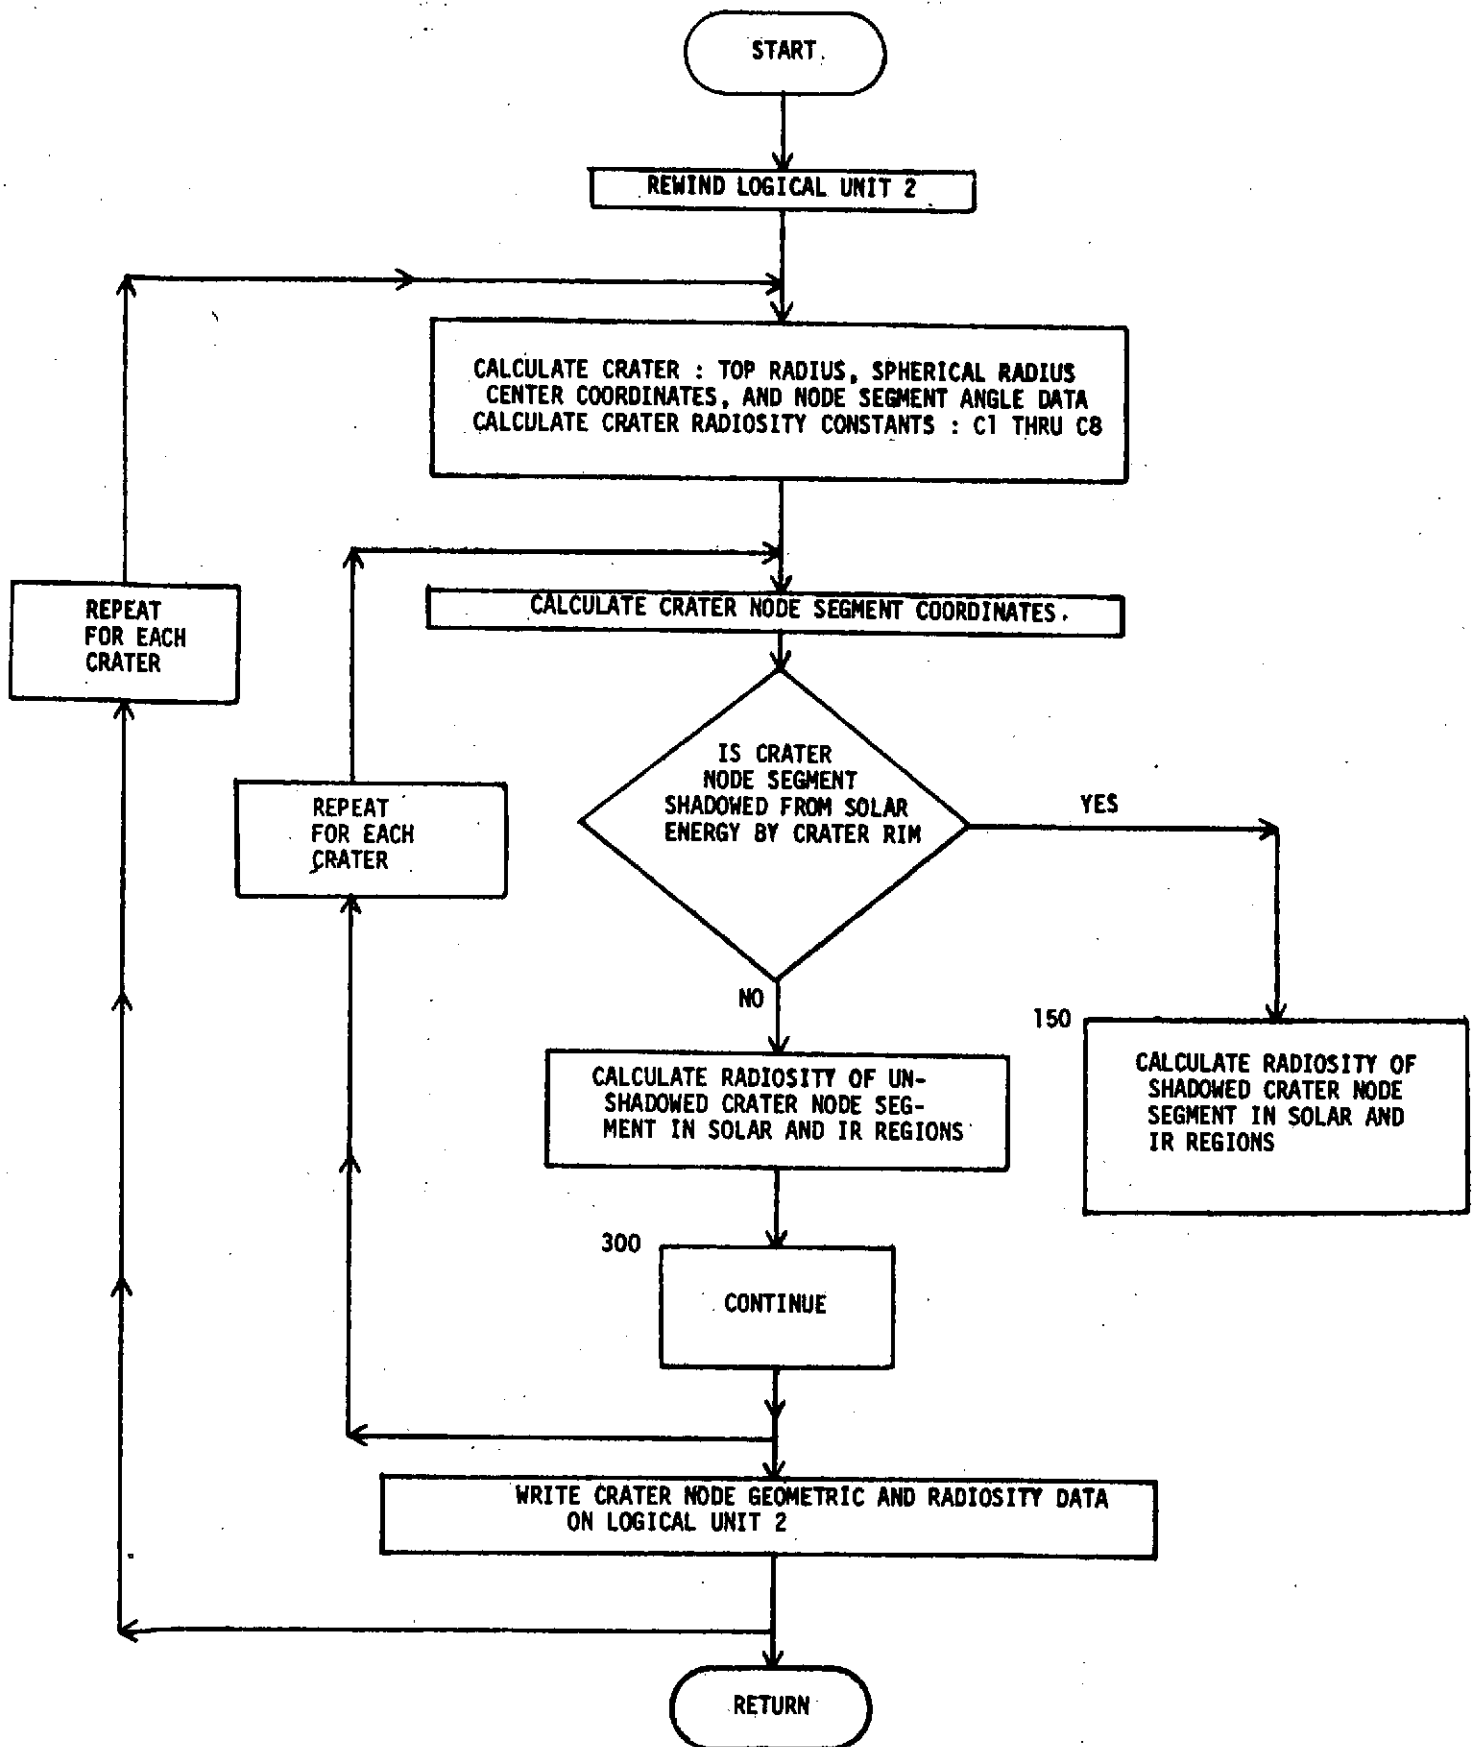 START.
REWIND LOGICAL UNIT 2
CALCULATE CRATER : TOP RADIUS, SPHERICAL RADIUS
CENTER COORDINATES, AND NODE SEGMENT ANGLE DATA
CALCULATE CRATER RADIOSITY CONSTANTS : C1 THRU C8
REPEAT
FOR EACH
CRATER
CALCULATE CRATER NODE SEGMENT COORDINATES.
REPEAT
FOR EACH
CRATER
IS CRATER
NODE SEGMENT
SHADOWED FROM SOLAR
ENERGY BY CRATER RIM
YES
NO
150
CALCULATE RADIOSITY OF
SHADOWED CRATER NODE
SEGMENT IN SOLAR AND
IR REGIONS
CALCULATE RADIOSITY OF UN-
SHADOWED CRATER NODE SEG-
MENT IN SOLAR AND IR REGIONS
300
CONTINUE
WRITE CRATER NODE GEOMETRIC AND RADIOSITY DATA
ON LOGICAL UNIT 2
RETURN